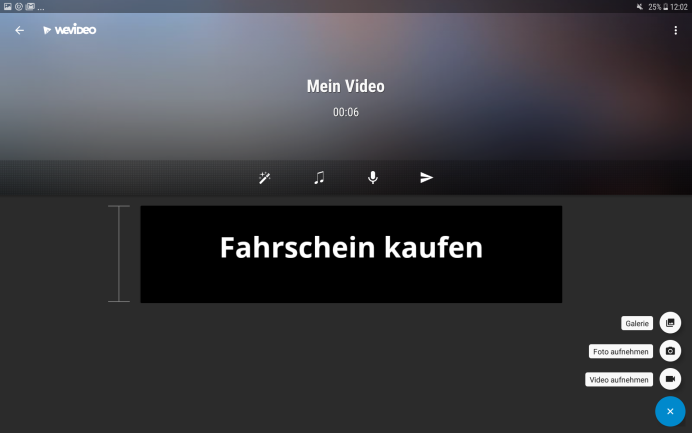 ... 25% 12:02
WeVideo
Mein Video
00:06
Fahrschein kaufen
Galerie
Foto aufnehmen
Video aufnehmen